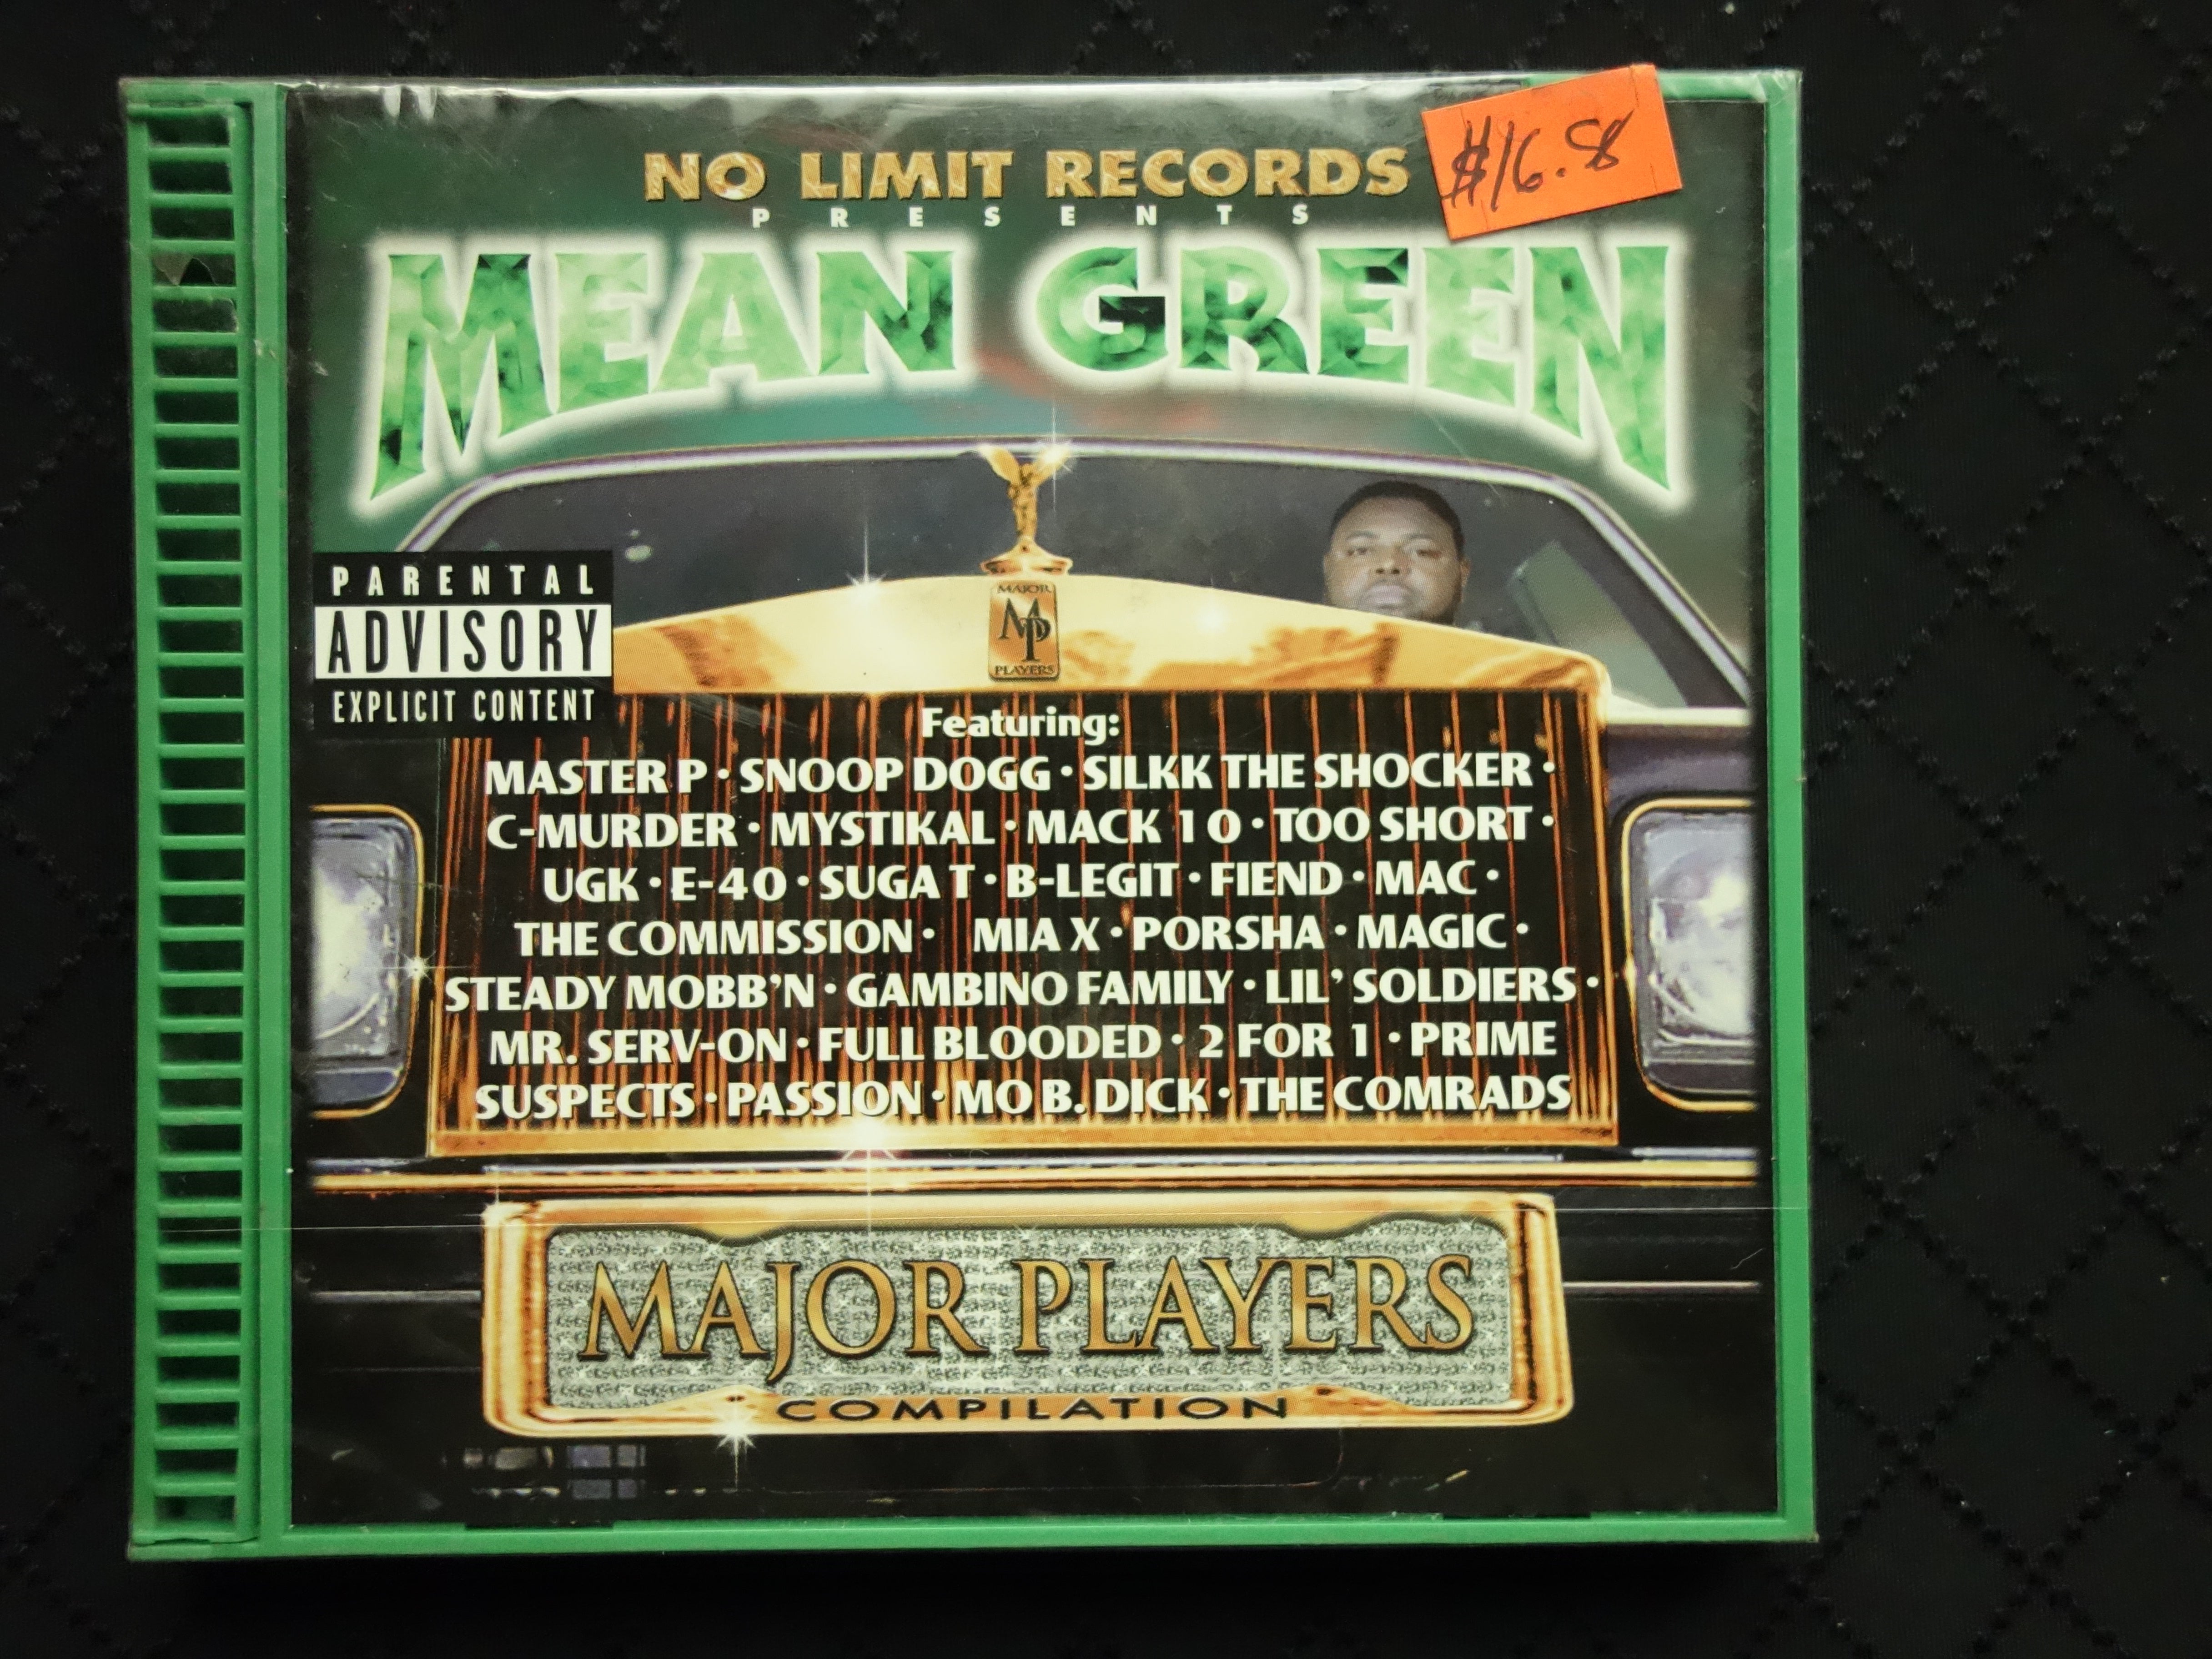 NO LIMIT RECORDS
$16.98
PRESENTS
MEAN GREEN
MAJOR
MP
PLAYERS
PARENTAL
ADVISORY
EXPLICIT CONTENT
Featuring:
MASTER P · SNOOP DOGG · SILKK THE SHOCKER ·
C-MURDER · MYSTIKAL · MACK 10 · TOO SHORT ·
UGK · E-40 · SUGA T · B-LEGIT · FIEND · MAC ·
THE COMMISSION · MIA X · PORSHA · MAGIC ·
STEADY MOBB'N · GAMBINO FAMILY · LIL' SOLDIERS ·
MR. SERV-ON · FULL BLOODED · 2 FOR 1 · PRIME
SUSPECTS · PASSION · MO B. DICK · THE COMRADS
MAJOR PLAYERS
COMPILATION